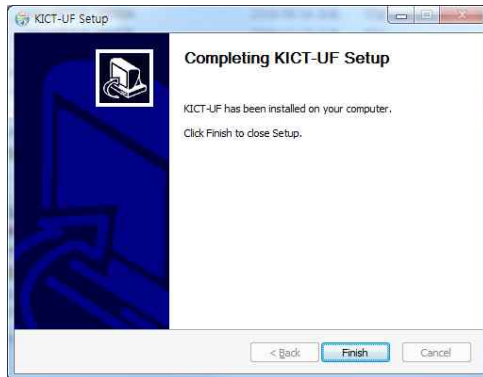 KICT-UF Setup
Completing KICT-UF Setup
KICT-UF has been installed on your computer.
Click Finish to close Setup.
< Back
Finish
Cancel